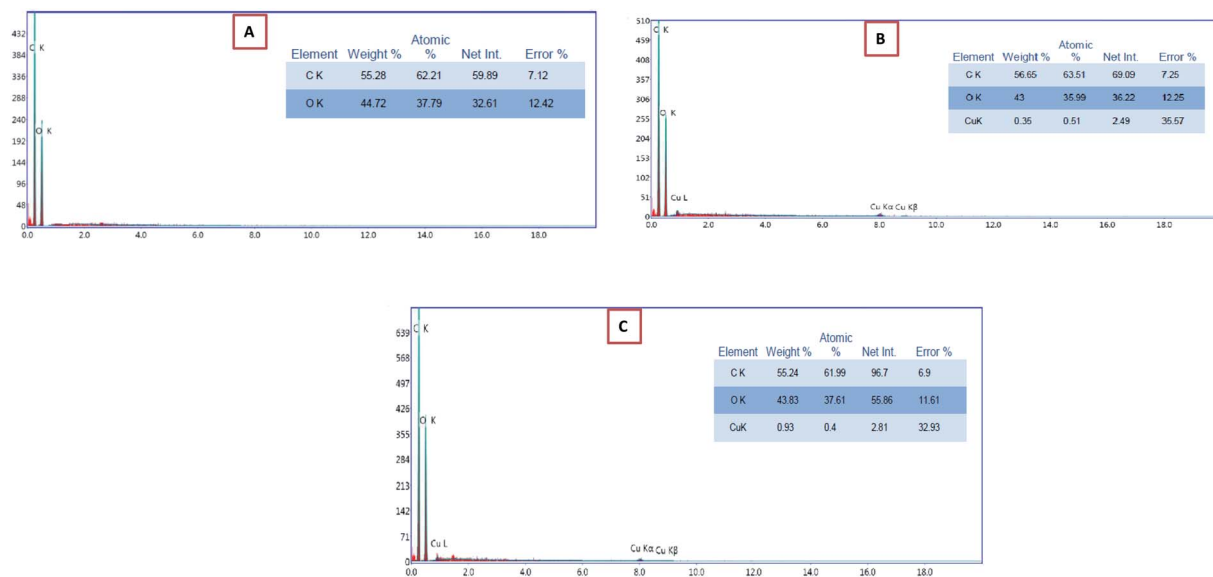 A
Element Weight % Atomic % Net Int. Error %
C K 55.28 62.21 59.89 7.12
O K 44.72 37.79 32.61 12.42
432
384
336
288
240
192
144
96
48
0
C K
O K
0.0 2.0 4.0 6.0 8.0 10.0 12.0 14.0 16.0 18.0
B
Element Weight % Atomic % Net Int. Error %
C K 56.65 63.51 69.09 7.25
O K 43 35.99 36.22 12.25
CuK 0.35 0.51 2.49 35.57
510
459
408
357
306
255
204
153
102
51
0
C K
O K
Cu L
Cu Kα Cu Kβ
0.0 2.0 4.0 6.0 8.0 10.0 12.0 14.0 16.0 18.0
C
Element Weight % Atomic % Net Int. Error %
C K 55.24 61.99 96.7 6.9
O K 43.83 37.61 55.86 11.61
CuK 0.93 0.4 2.81 32.93
639
568
497
426
355
284
213
142
71
0
C K
O K
Cu L
Cu Kα Cu Kβ
0.0 2.0 4.0 6.0 8.0 10.0 12.0 14.0 16.0 18.0